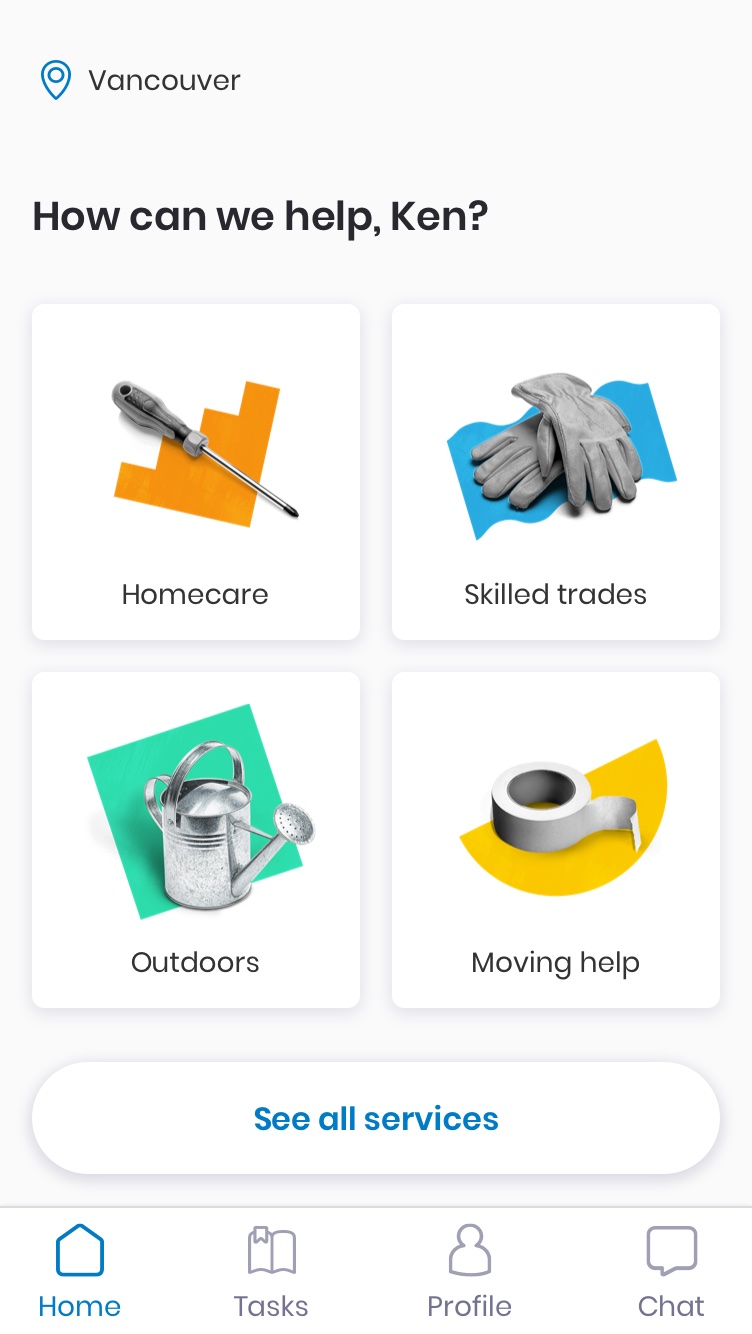 Vancouver
How can we help, Ken?
Homecare
Skilled trades
Outdoors
Moving help
See all services
Home
Tasks
Profile
Chat